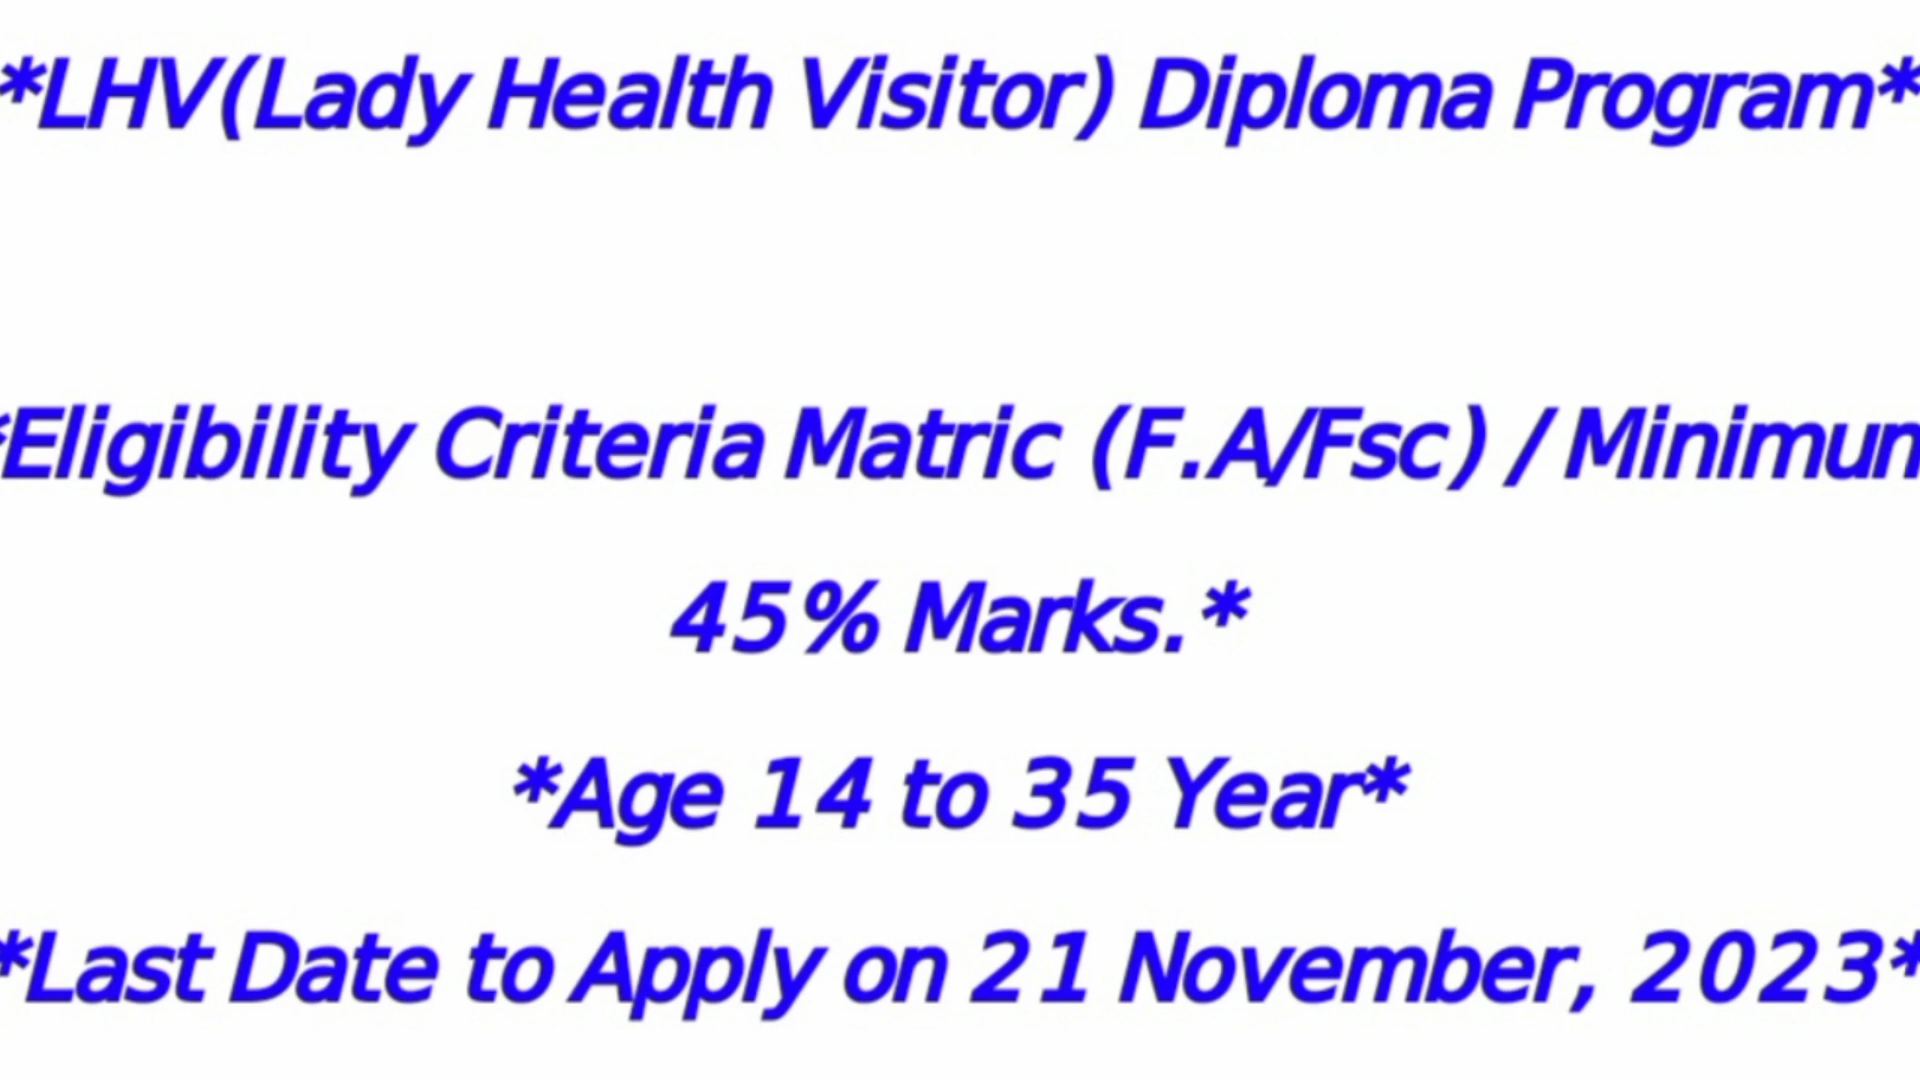 *LHV(Lady Health Visitor) Diploma Program*
*Eligibility Criteria Matric (F.A/Fsc) / Minimun
45% Marks.*
*Age 14 to 35 Year*
*Last Date to Apply on 21 November, 2023*